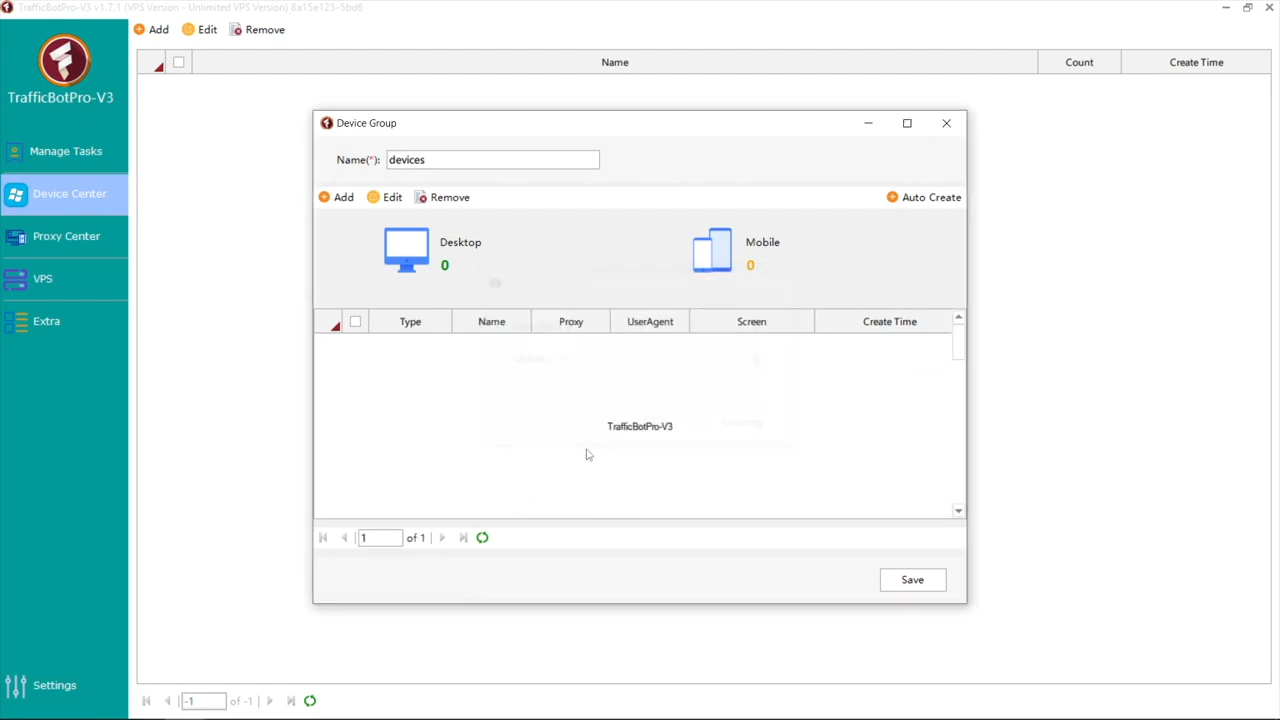 TrafficBotPro-V3 v1.7.1 (VPS Version - Unlimited VPS Version) 8a15e125-5bd6
Add Edit Remove
Name Count Create Time
TrafficBotPro-V3
Manage Tasks
Device Center
Proxy Center
VPS
Extra
Settings
Device Group
Name(*): devices
Add Edit Remove Auto Create
Desktop
0
Mobile
0
Type Name Proxy UserAgent Screen Create Time
TrafficBotPro-V3
1 of 1
Save
-1 of -1